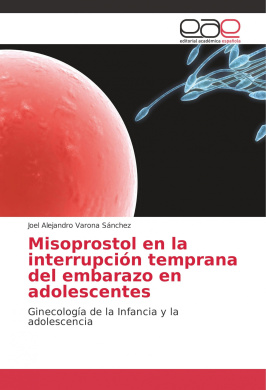 eae
editorial académica española
Joel Alejandro Varona Sánchez
Misoprostol en la
interrupción temprana
del embarazo en
adolescentes
Ginecología de la Infancia y la
adolescencia